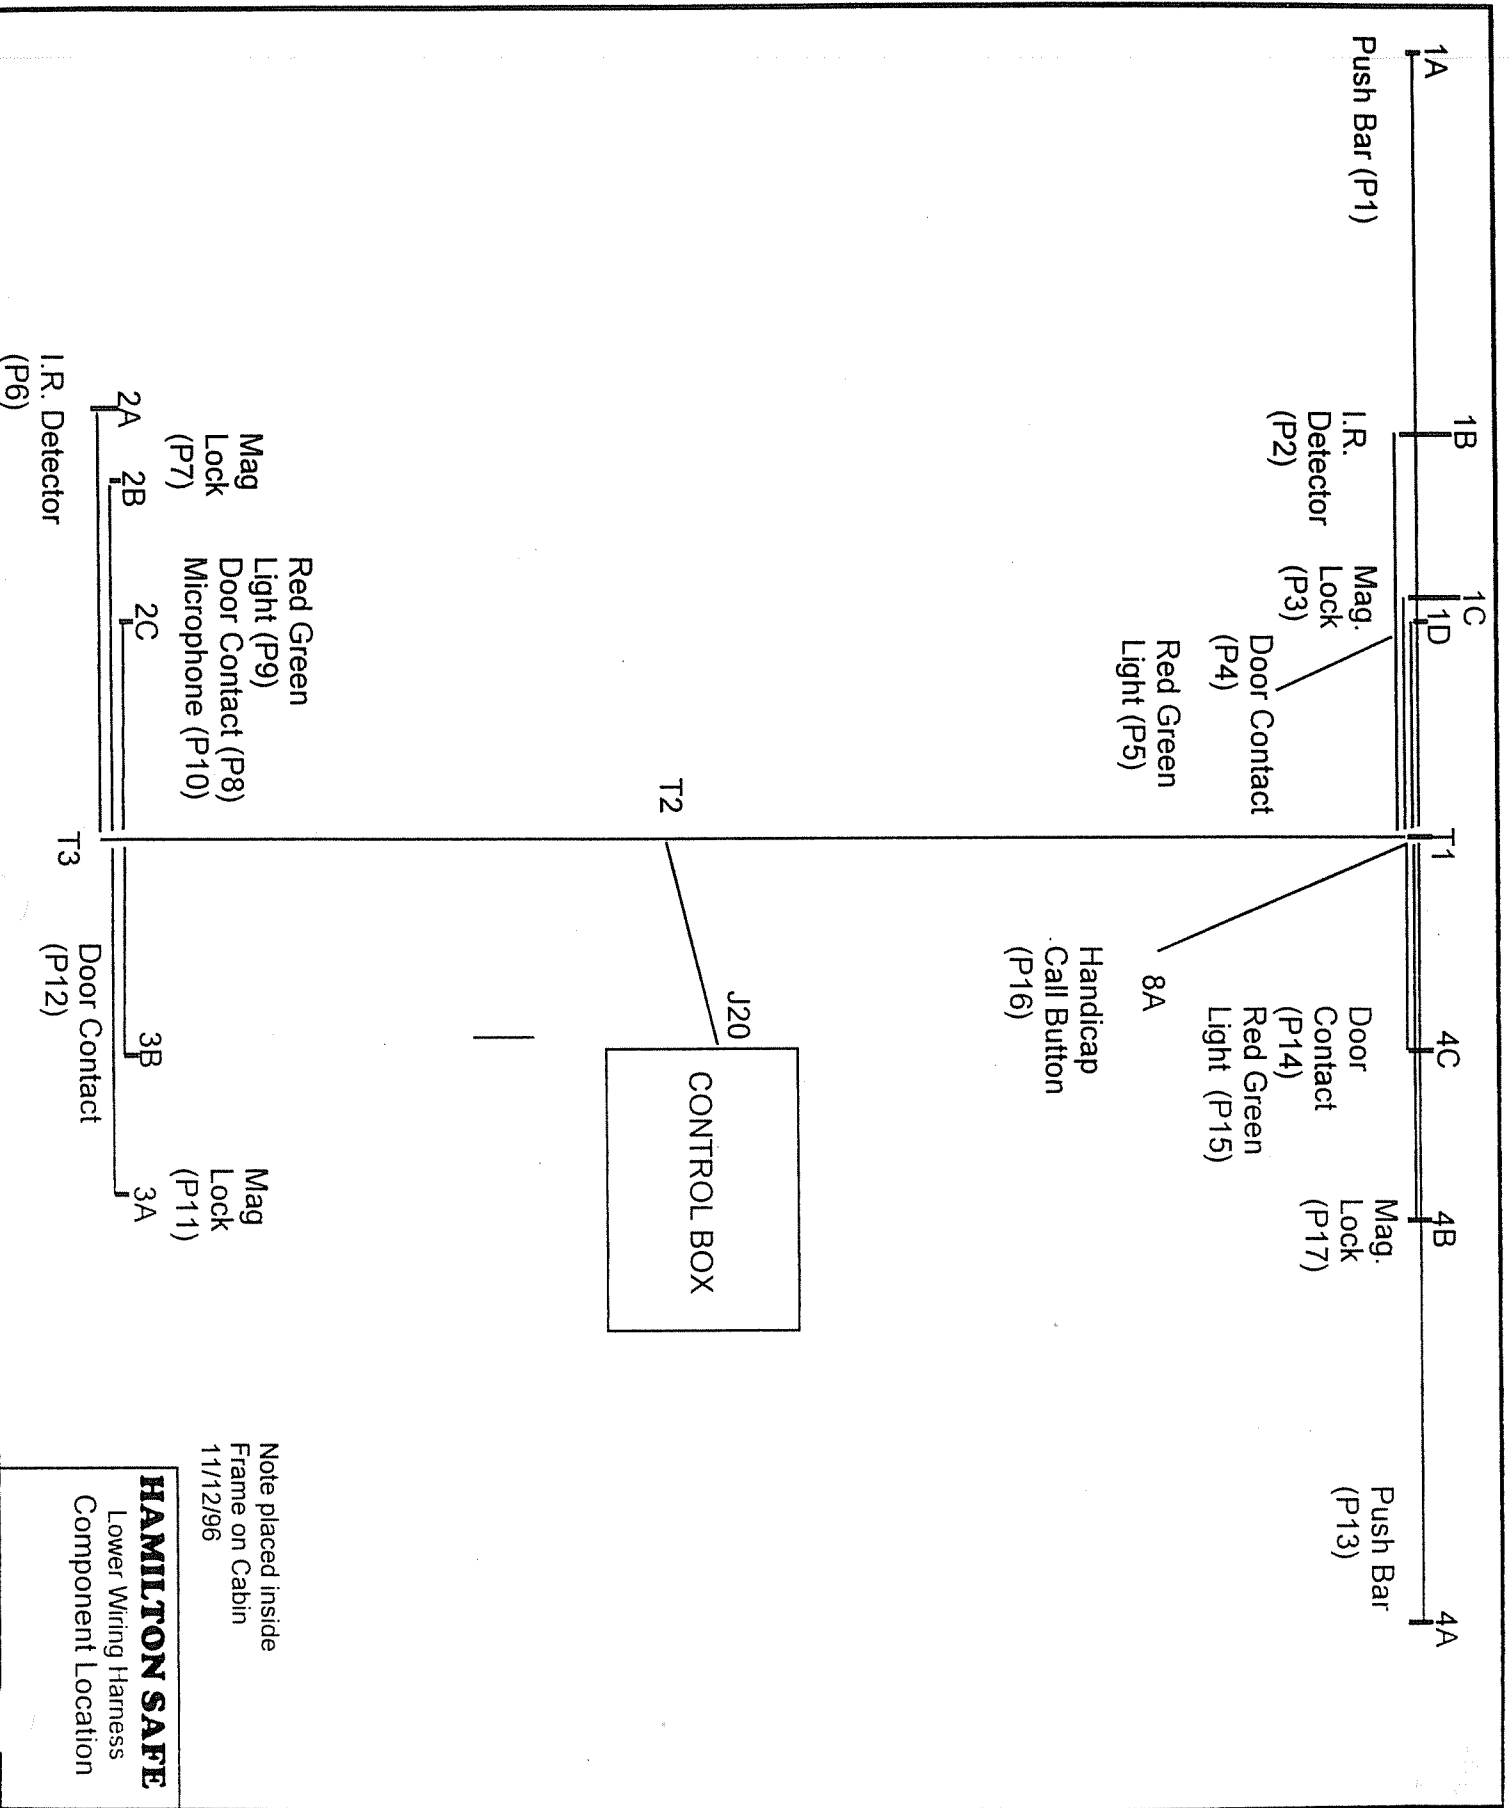 1A
Push Bar (P1)
1B
I.R.
Detector
(P2)
1C
1D
Mag.
Lock
(P3)
Door Contact
(P4)
Red Green
Light (P5)
T1
8A
Handicap
Call Button
(P16)
4C
Door
Contact
(P14)
Red Green
Light (P15)
4B
Mag.
Lock
(P17)
Push Bar
(P13)
4A
T2
J20
CONTROL BOX
Mag
Lock
(P7)
Red Green
Light (P9)
Door Contact (P8)
Microphone (P10)
2A
2B
2C
I.R. Detector
(P6)
T3
3B
3A
Door Contact
(P12)
Mag
Lock
(P11)
Note placed inside
Frame on Cabin
11/12/96
HAMILTON SAFE
Lower Wiring Harness
Component Location